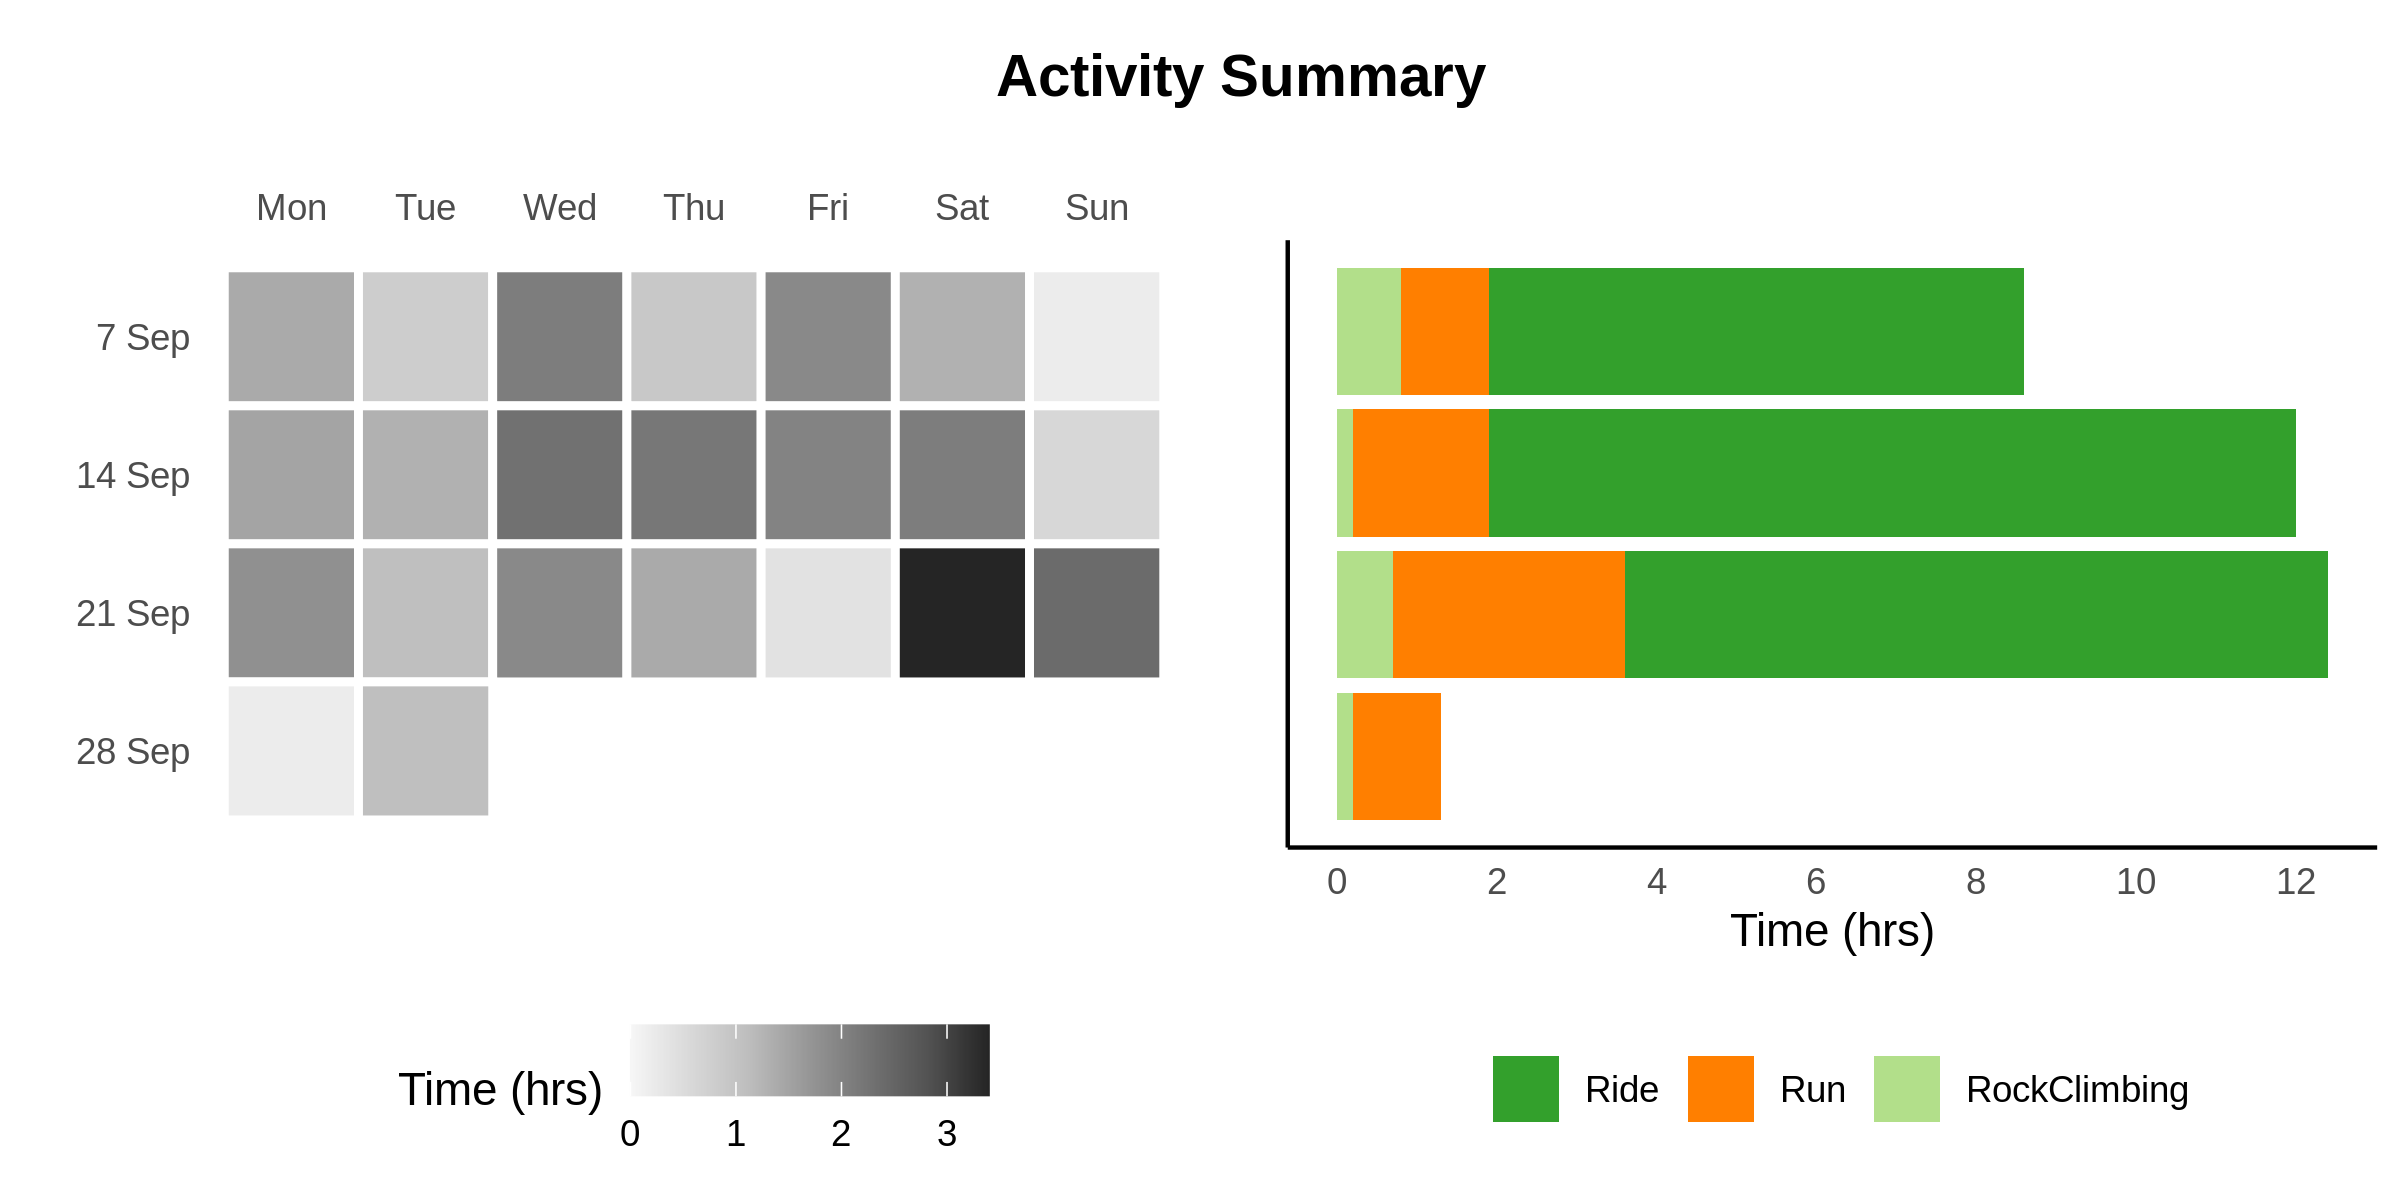 Activity Summary
Mon Tue Wed Thu Fri Sat Sun
7 Sep
14 Sep
21 Sep
28 Sep
0 2 4 6 8 10 12
Time (hrs)
Time (hrs)
0 1 2 3
Ride Run RockClimbing